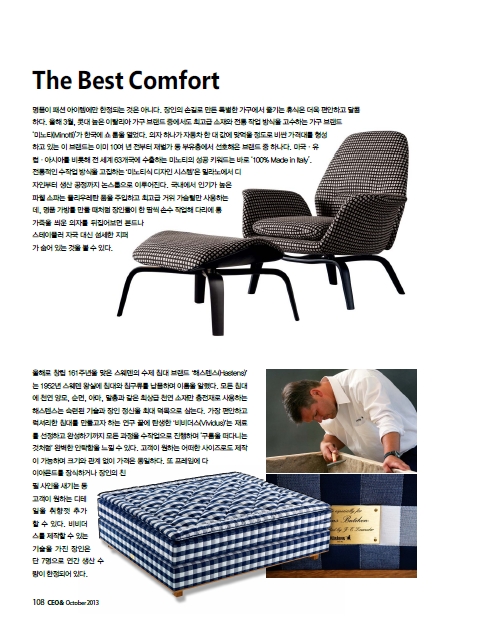 The Best Comfort
명품이 패션 아이템에만 한정되는 것은 아니다. 장인의 손길로 만든 특별한 가구에서 즐기는 휴식은 더욱 편안하고 달콤
하다. 올해 3월, 콧대 높은 이탈리아 가구 브랜드 중에서도 최고급 소재와 전통 작업 방식을 고수하는 가구 브랜드
'미노티(Minotti)'가 한국에 쇼 룸을 열었다. 의자 하나가 자동차 한 대 값에 맞먹을 정도로 비싼 가격대를 형성
하고 있는 이 브랜드는 이미 10여 년 전부터 재벌가 등 부유층에서 선호해온 브랜드 중 하나다. 미국·유
럽·아시아를 비롯해 전 세계 63개국에 수출하는 미노티의 성공 키워드는 바로 '100% Made in Italy'.
전통적인 수작업 방식을 고집하는 '미노티식 디자인 시스템'은 밀라노에서 디
자인부터 생산 공정까지 논스톱으로 이루어진다. 국내에서 인기가 높은
파웰 소파는 폴리우레탄 폼을 주입하고 최고급 거위 가슴털만 사용하는
데, 명품 가방을 만들 때처럼 장인들이 한 땀씩 손수 작업해 다리에 통
가죽을 씌운 의자를 뒤집어보면 본드나
스테이플러 자국 대신 섬세한 지퍼
가 숨어 있는 것을 볼 수 있다.
올해로 창립 161주년을 맞은 스웨덴의 수제 침대 브랜드 '해스텐스(Hastens)'
는 1952년 스웨덴 왕실에 침대와 침구류를 납품하며 이름을 알렸다. 모든 침대
에 천연 양모, 순면, 아마, 말총과 같은 최상급 천연 소재만 충전재로 사용하는
해스텐스는 숙련된 기술과 장인 정신을 최대 덕목으로 삼는다. 가장 편안하고
럭셔리한 침대를 만들고자 하는 연구 끝에 탄생한 '비비더스(Vividus)'는 재료
를 선정하고 완성하기까지 모든 과정을 수작업으로 진행하며 '구름을 떠다니는
것처럼' 완벽한 안락함을 느낄 수 있다. 고객이 원하는 어떠한 사이즈로도 제작
이 가능하며 크기와 관계 없이 가격은 동일하다. 또 프레임에 다
이아몬드를 장식하거나 장인의 친
필 사인을 새기는 등
고객이 원하는 디테
일을 취향껏 추가
할 수 있다. 비비더
스를 제작할 수 있는
기술을 가진 장인은
단 7명으로 연간 생산 수
량이 한정되어 있다.
108 CEO& October 2013